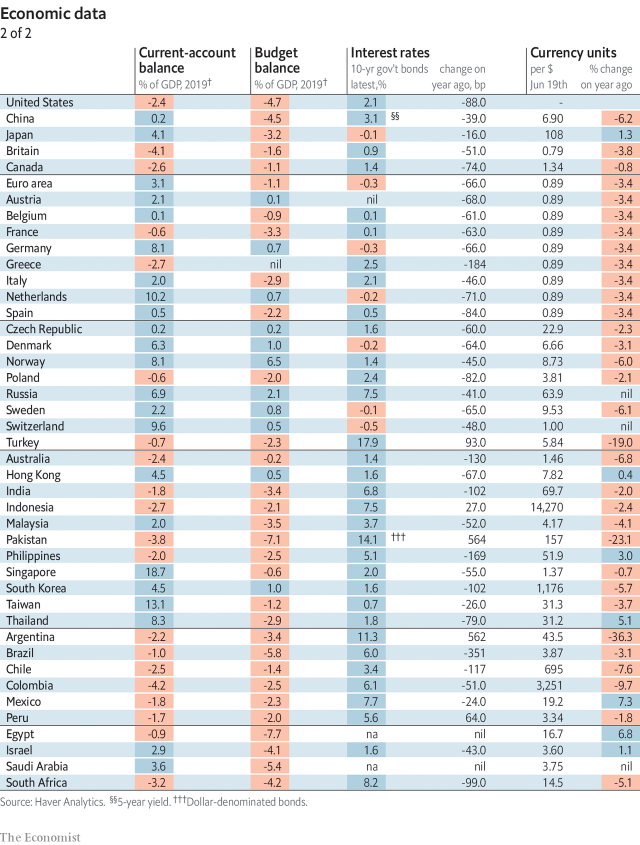 Economic data
2 of 2
Current-account balance % of GDP, 2019† Budget balance % of GDP, 2019† Interest rates 10-yr gov't bonds latest,% change on year ago, bp Currency units per $ Jun 19th % change on year ago
United States -2.4 -4.7 2.1 -88.0 -
China 0.2 -4.5 3.1 §§ -39.0 6.90 -6.2
Japan 4.1 -3.2 -0.1 -16.0 108 1.3
Britain -4.1 -1.6 0.9 -51.0 0.79 -3.8
Canada -2.6 -1.1 1.4 -74.0 1.34 -0.8
Euro area 3.1 -1.1 -0.3 -66.0 0.89 -3.4
Austria 2.1 0.1 nil -68.0 0.89 -3.4
Belgium 0.1 -0.9 0.1 -61.0 0.89 -3.4
France -0.6 -3.3 0.1 -63.0 0.89 -3.4
Germany 8.1 0.7 -0.3 -66.0 0.89 -3.4
Greece -2.7 nil 2.5 -184 0.89 -3.4
Italy 2.0 -2.9 2.1 -46.0 0.89 -3.4
Netherlands 10.2 0.7 -0.2 -71.0 0.89 -3.4
Spain 0.5 -2.2 0.5 -84.0 0.89 -3.4
Czech Republic 0.2 0.2 1.6 -60.0 22.9 -2.3
Denmark 6.3 1.0 -0.2 -64.0 6.66 -3.1
Norway 8.1 6.5 1.4 -45.0 8.73 -6.0
Poland -0.6 -2.0 2.4 -82.0 3.81 -2.1
Russia 6.9 2.1 7.5 -41.0 63.9 nil
Sweden 2.2 0.8 -0.1 -65.0 9.53 -6.1
Switzerland 9.6 0.5 -0.5 -48.0 1.00 nil
Turkey -0.7 -2.3 17.9 93.0 5.84 -19.0
Australia -2.4 -0.2 1.4 -130 1.46 -6.8
Hong Kong 4.5 0.5 1.6 -67.0 7.82 0.4
India -1.8 -3.4 6.8 -102 69.7 -2.0
Indonesia -2.7 -2.1 7.5 27.0 14,270 -2.4
Malaysia 2.0 -3.5 3.7 -52.0 4.17 -4.1
Pakistan -3.8 -7.1 14.1 ††† 564 157 -23.1
Philippines -2.0 -2.5 5.1 -169 51.9 3.0
Singapore 18.7 -0.6 2.0 -55.0 1.37 -0.7
South Korea 4.5 1.0 1.6 -102 1,176 -5.7
Taiwan 13.1 -1.2 0.7 -26.0 31.3 -3.7
Thailand 8.3 -2.9 1.8 -79.0 31.2 5.1
Argentina -2.2 -3.4 11.3 562 43.5 -36.3
Brazil -1.0 -5.8 6.0 -351 3.87 -3.1
Chile -2.5 -1.4 3.4 -117 695 -7.6
Colombia -4.2 -2.5 6.1 -51.0 3,251 -9.7
Mexico -1.8 -2.3 7.7 -24.0 19.2 7.3
Peru -1.7 -2.0 5.6 64.0 3.34 -1.8
Egypt -0.9 -7.7 na nil 16.7 6.8
Israel 2.9 -4.1 1.6 -43.0 3.60 1.1
Saudi Arabia 3.6 -5.4 na nil 3.75 nil
South Africa -3.2 -4.2 8.2 -99.0 14.5 -5.1
Source: Haver Analytics. §§5-year yield. †††Dollar-denominated bonds.
The Economist